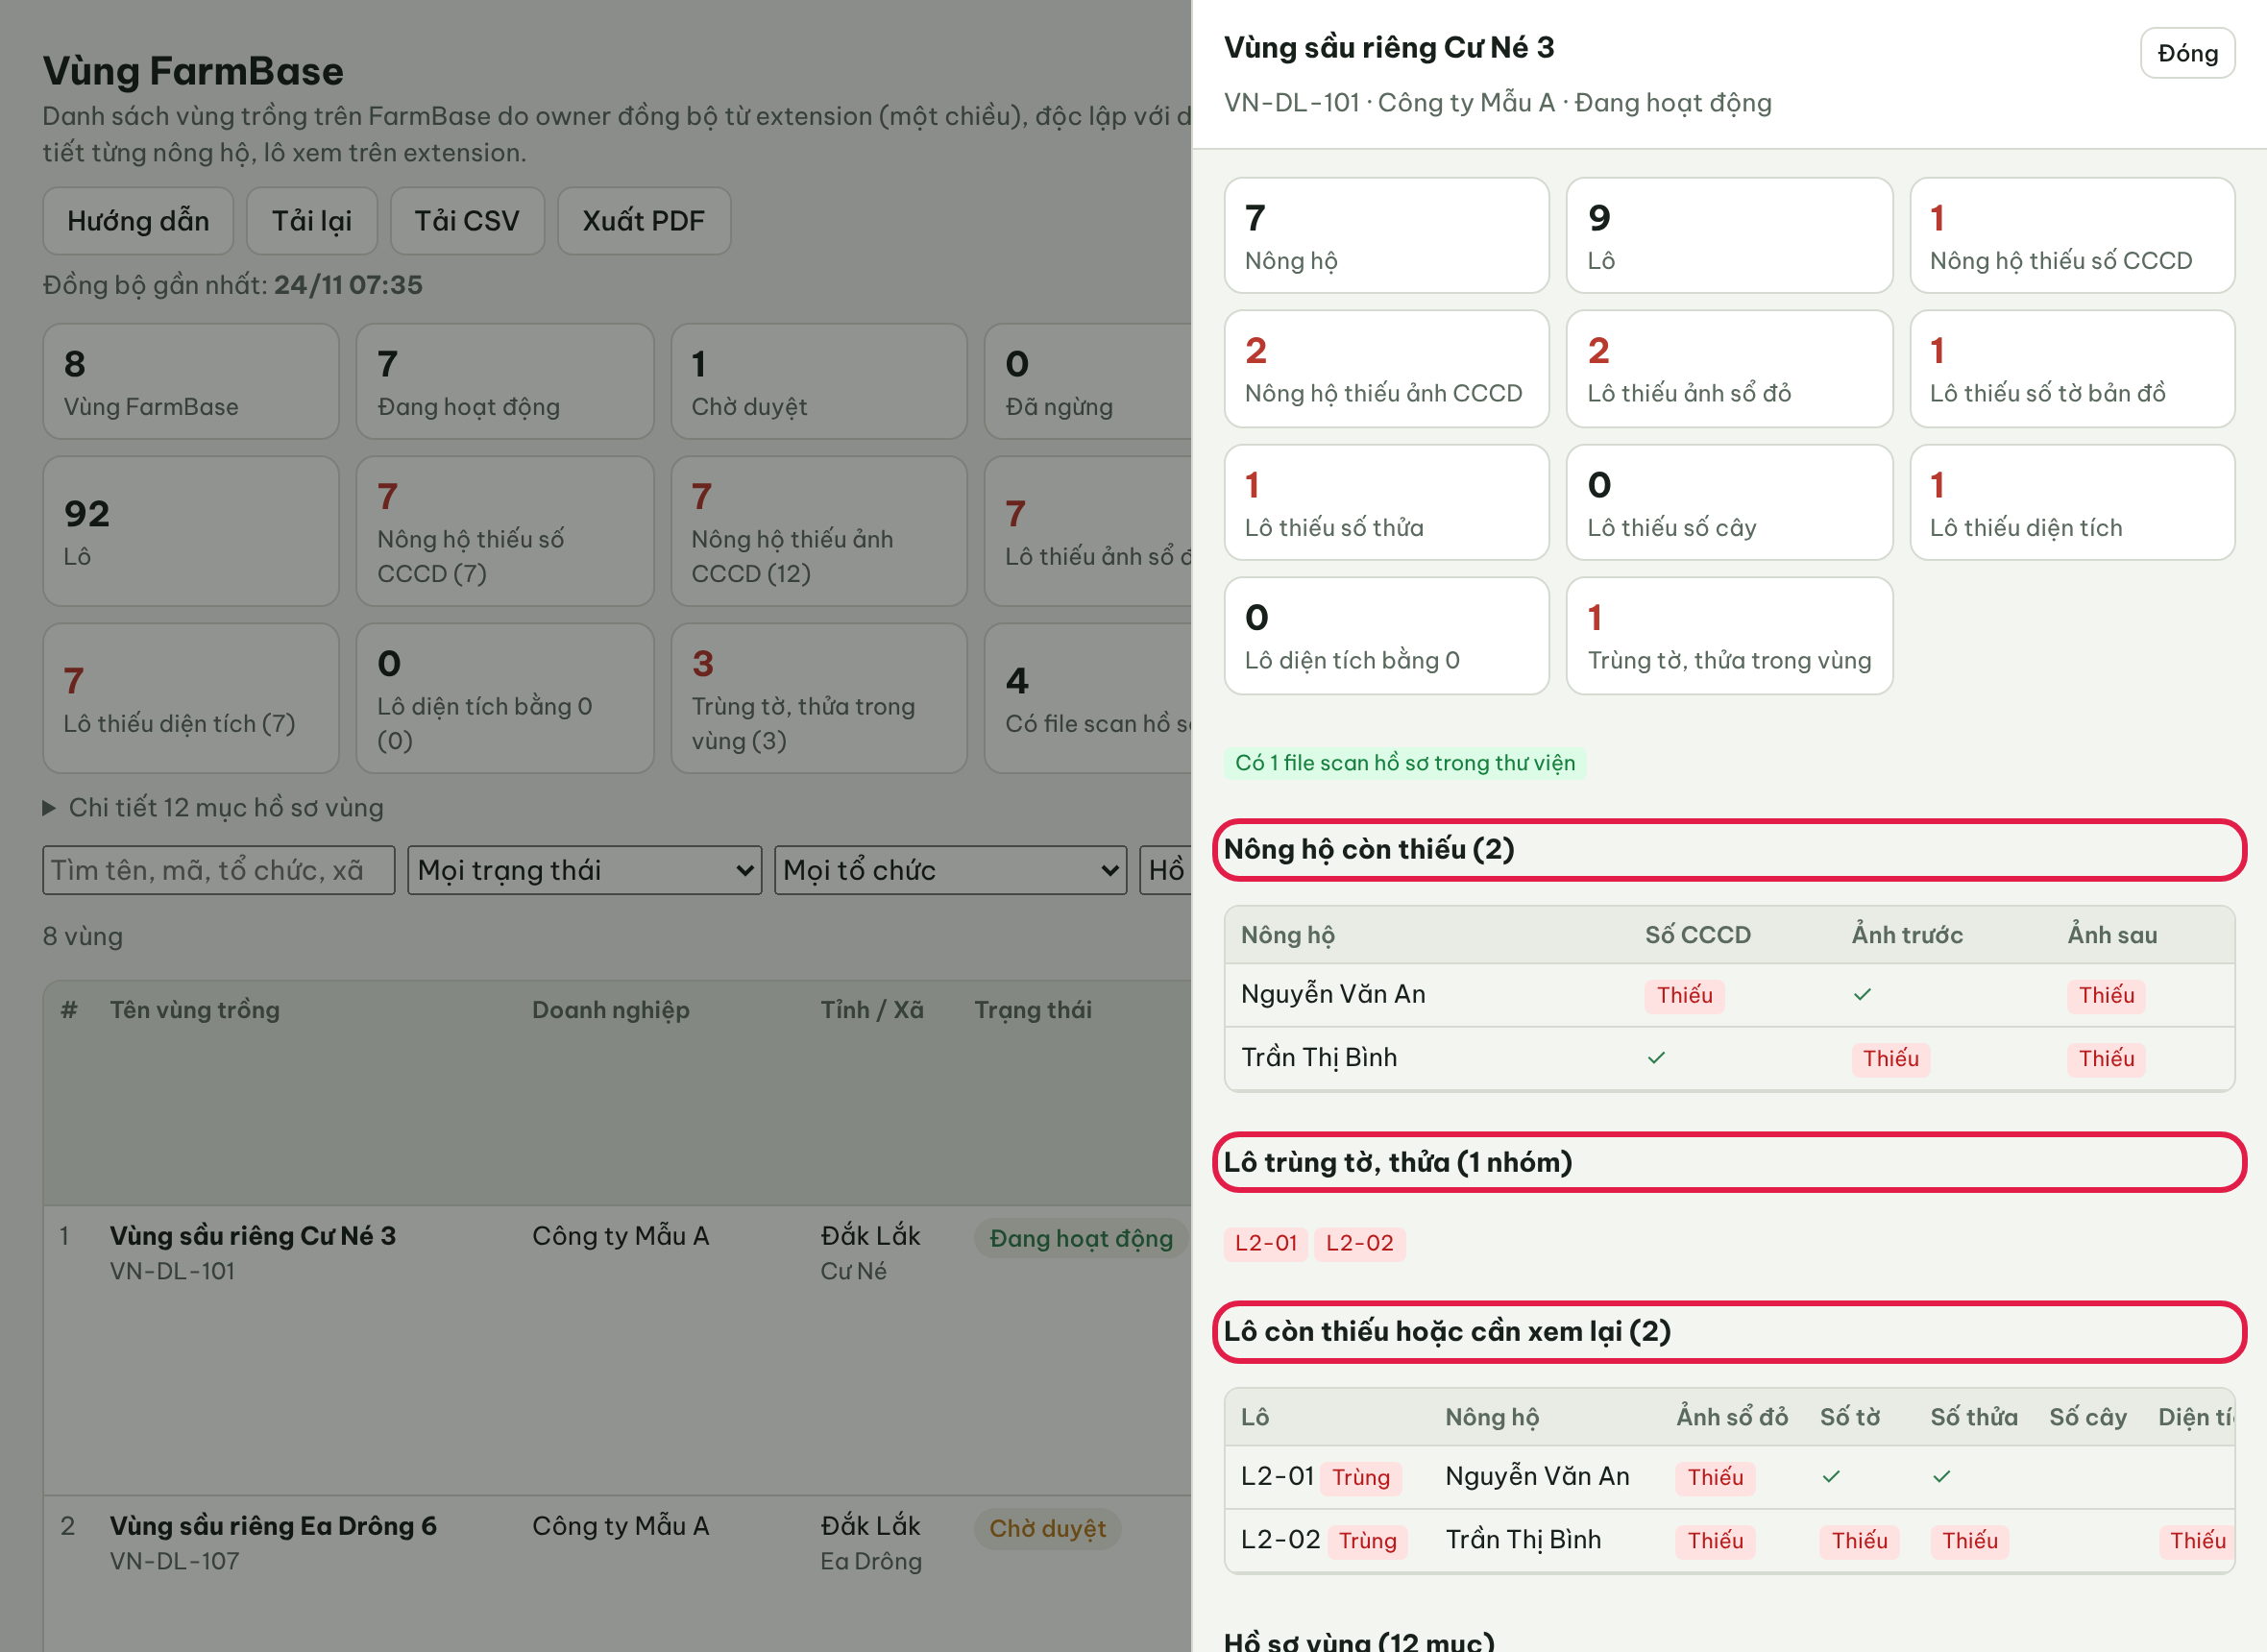 Vùng FarmBase
Danh sách vùng trồng trên FarmBase do owner đồng bộ từ extension (một chiều), độc lập với
tiết từng nông hộ, lô xem trên extension.
Hướng dẫn
Tải lại
Tải CSV
Xuất PDF
Đồng bộ gần nhất: 24/11 07:35
8
Vùng FarmBase
7
Đang hoạt động
1
Chờ duyệt
0
Đã ngừng
92
Lô
7
Nông hộ thiếu số
CCCD (7)
7
Nông hộ thiếu ảnh
CCCD (12)
7
Lô thiếu ảnh sổ
7
Lô thiếu diện tích (7)
0
Lô diện tích bằng 0
(0)
3
Trùng tờ, thửa trong
vùng (3)
4
Có file scan hồ
▶ Chi tiết 12 mục hồ sơ vùng
Tìm tên, mã, tổ chức, xã
Mọi trạng thái
Mọi tổ chức
Hồ
8 vùng
# Tên vùng trồng Doanh nghiệp Tỉnh / Xã Trạng thái
1 Vùng sầu riêng Cư Né 3 Công ty Mẫu A Đắk Lắk Đang hoạt động
VN-DL-101 Cư Né
2 Vùng sầu riêng Ea Drông 6 Công ty Mẫu A Đắk Lắk Chờ duyệt
VN-DL-107 Ea Drông
Vùng sầu riêng Cư Né 3
Đóng
VN-DL-101 · Công ty Mẫu A · Đang hoạt động
7
Nông hộ
9
Lô
1
Nông hộ thiếu số CCCD
2
Nông hộ thiếu ảnh CCCD
2
Lô thiếu ảnh sổ đỏ
1
Lô thiếu số tờ bản đồ
1
Lô thiếu số thửa
0
Lô thiếu số cây
1
Lô thiếu diện tích
0
Lô diện tích bằng 0
1
Trùng tờ, thửa trong vùng
Có 1 file scan hồ sơ trong thư viện
Nông hộ còn thiếu (2)
Nông hộ Số CCCD Ảnh trước Ảnh sau
Nguyễn Văn An Thiếu ✓ Thiếu
Trần Thị Bình ✓ Thiếu Thiếu
Lô trùng tờ, thửa (1 nhóm)
L2-01 L2-02
Lô còn thiếu hoặc cần xem lại (2)
Lô Nông hộ Ảnh sổ đỏ Số tờ Số thửa Số cây Diện
L2-01 Trùng Nguyễn Văn An Thiếu ✓ ✓
L2-02 Trùng Trần Thị Bình Thiếu Thiếu Thiếu Thiếu
Hồ sơ vùng (12 mục)